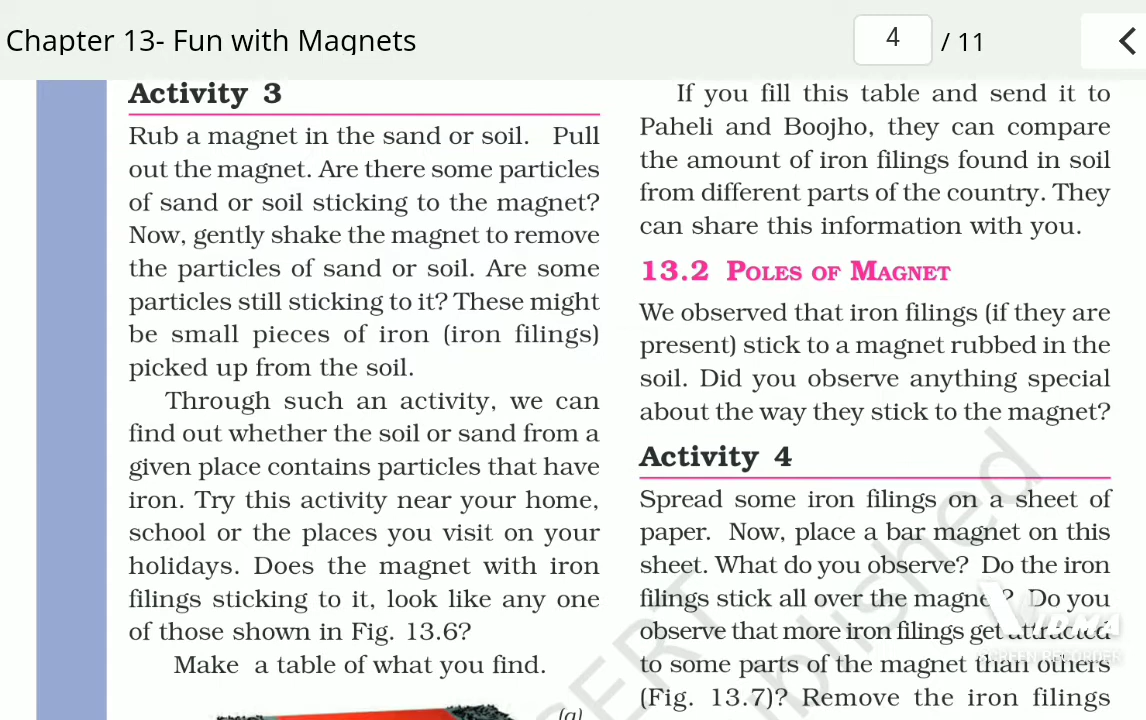 Chapter 13- Fun with Magnets
4 / 11
Activity 3
Rub a magnet in the sand or soil. Pull
out the magnet. Are there some particles
of sand or soil sticking to the magnet?
Now, gently shake the magnet to remove
the particles of sand or soil. Are some
particles still sticking to it? These might
be small pieces of iron (iron filings)
picked up from the soil.
Through such an activity, we can
find out whether the soil or sand from a
given place contains particles that have
iron. Try this activity near your home,
school or the places you visit on your
holidays. Does the magnet with iron
filings sticking to it, look like any one
of those shown in Fig. 13.6?
Make a table of what you find.
(a)
If you fill this table and send it to
Paheli and Boojho, they can compare
the amount of iron filings found in soil
from different parts of the country. They
can share this information with you.
13.2 POLES OF MAGNET
We observed that iron filings (if they are
present) stick to a magnet rubbed in the
soil. Did you observe anything special
about the way they stick to the magnet?
Activity 4
Spread some iron filings on a sheet of
paper. Now, place a bar magnet on this
sheet. What do you observe? Do the iron
filings stick all over the magne ? Do you
observe that more iron filings get attracted
to some parts of the magnet than others
(Fig. 13.7)? Remove the iron filings
VIDMA
SCREEN RECORDER